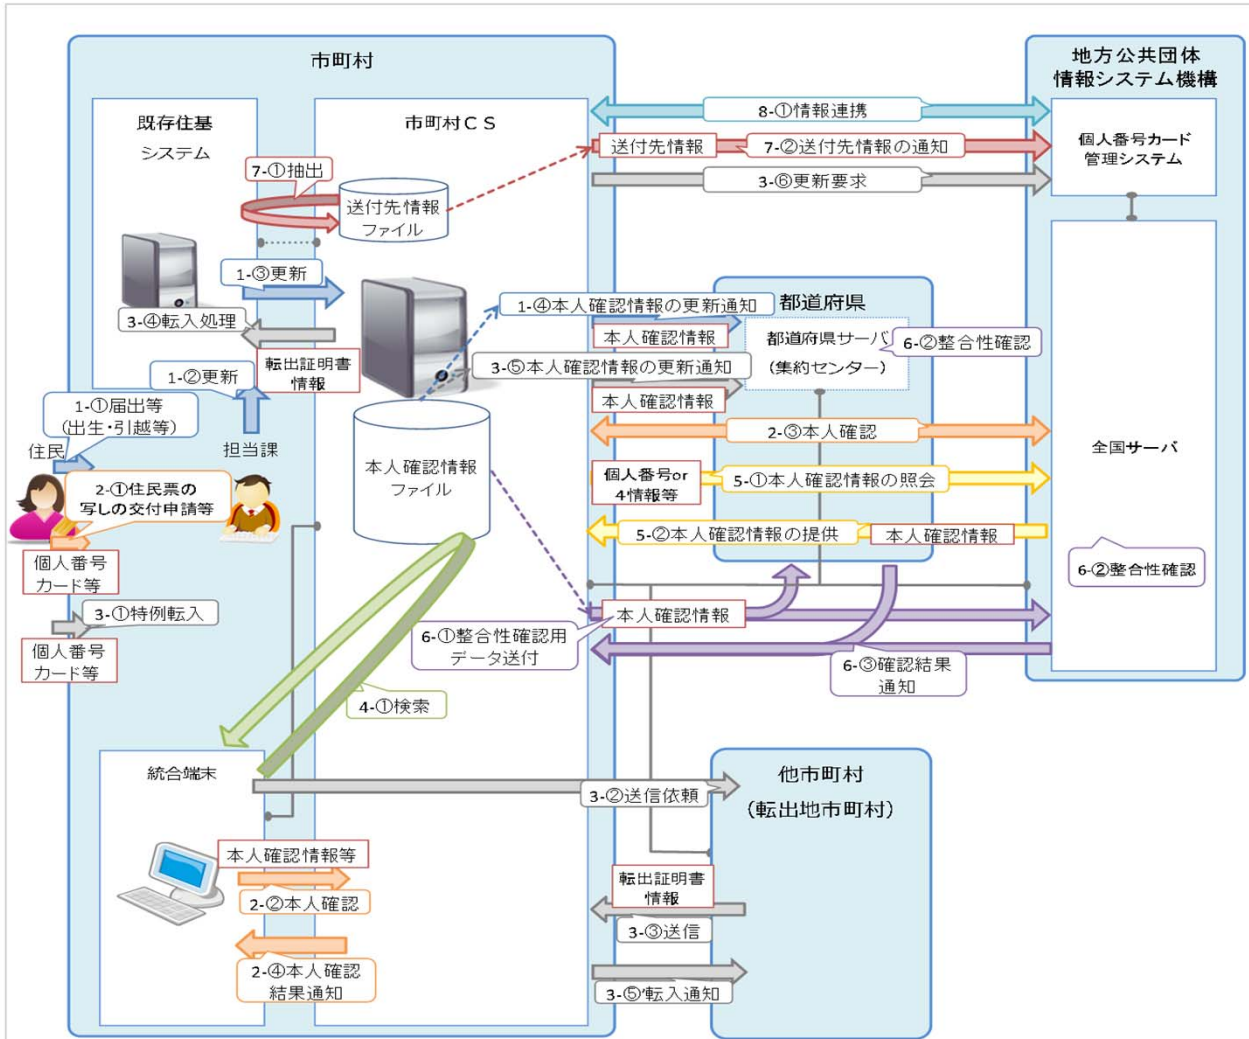 市町村
地方公共団体
情報システム機構
既存住基
システム
市町村CS
8-①情報連携
個人番号カード
管理システム
送付先情報
7-②送付先情報の通知
7-①抽出
3-⑥更新要求
送付先情報
ファイル
1-③更新
都道府県
1-④本人確認情報の更新通知
3-④転入処理
本人確認情報
都道府県サーバ
(集約センター)
6-②整合性確認
転出証明書
情報
3-⑤本人確認情報の更新通知
1-②更新
本人確認情報
1-①届出等
(出生・引越等)
住民
担当課
2-③本人確認
全国サーバ
本人確認情報
ファイル
2-①住民票の
写しの交付申請等
個人番号or
4情報等
5-①本人確認情報の照会
5-②本人確認情報の提供
本人確認情報
個人番号
カード等
6-②整合性確認
3-①特例転入
本人確認情報
6-①整合性確認用
データ送付
個人番号
カード等
6-③確認結果
通知
4-①検索
統合端末
他市町村
(転出地市町村)
3-②送信依頼
本人確認情報等
転出証明書
情報
2-②本人確認
3-③送信
2-④本人確認
結果通知
3-⑤'転入通知